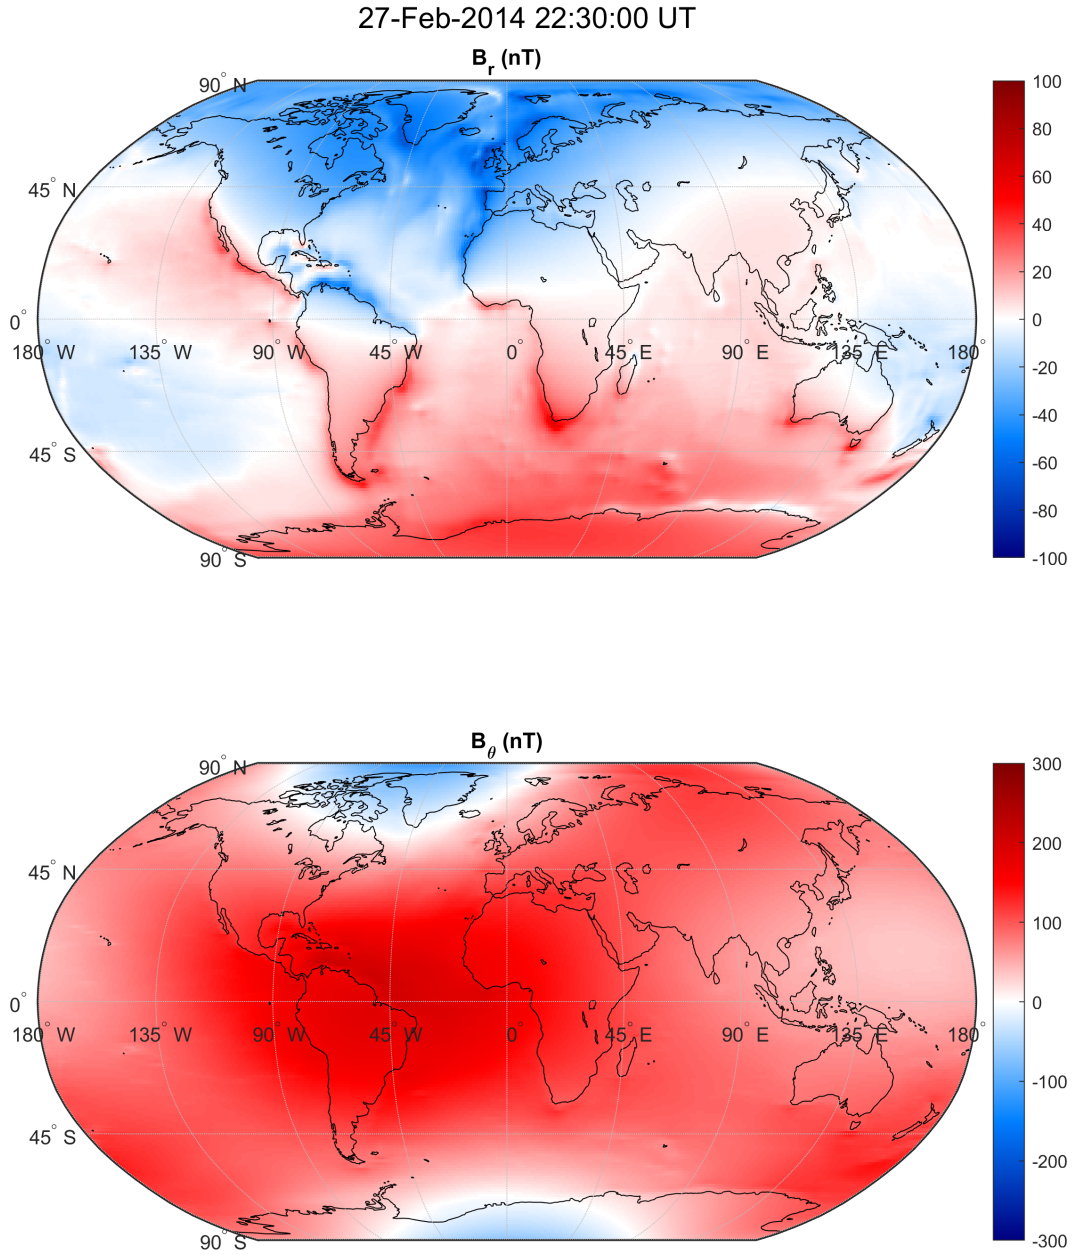 27-Feb-2014 22:30:00 UT
B_r (nT)
90° N
45° N
0°
180° W 135° W 90° W 45° W 0° 45° E 90° E 135° E 180°
45° S
90° S
100
80
60
40
20
0
-20
-40
-60
-80
-100
B_θ (nT)
90° N
45° N
0°
180° W 135° W 90° W 45° W 0° 45° E 90° E 135° E 180°
45° S
90° S
300
200
100
0
-100
-200
-300